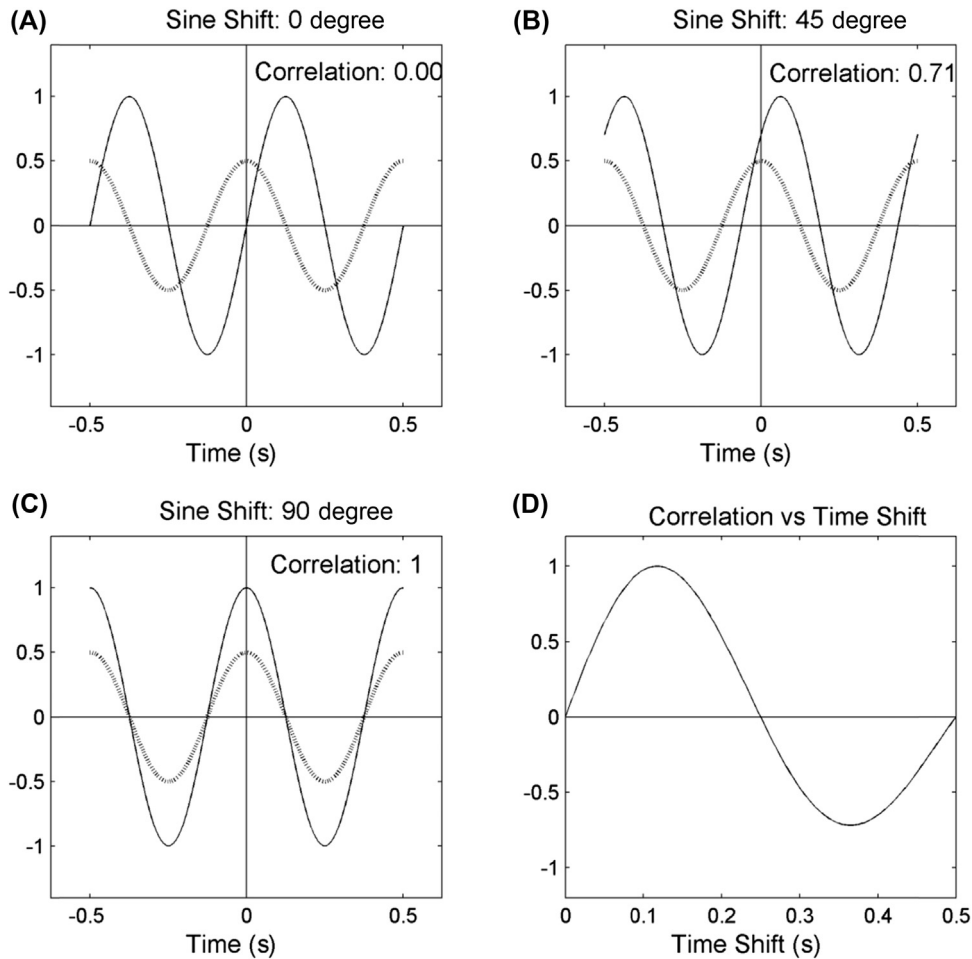 (A)
Sine Shift: 0 degree
Correlation: 0.00
1
0.5
0
-0.5
-1
-0.5 0 0.5
Time (s)
(B)
Sine Shift: 45 degree
Correlation: 0.71
1
0.5
0
-0.5
-1
-0.5 0 0.5
Time (s)
(C)
Sine Shift: 90 degree
Correlation: 1
1
0.5
0
-0.5
-1
-0.5 0 0.5
Time (s)
(D)
Correlation vs Time Shift
1
0.5
0
-0.5
-1
0 0.1 0.2 0.3 0.4 0.5
Time Shift (s)